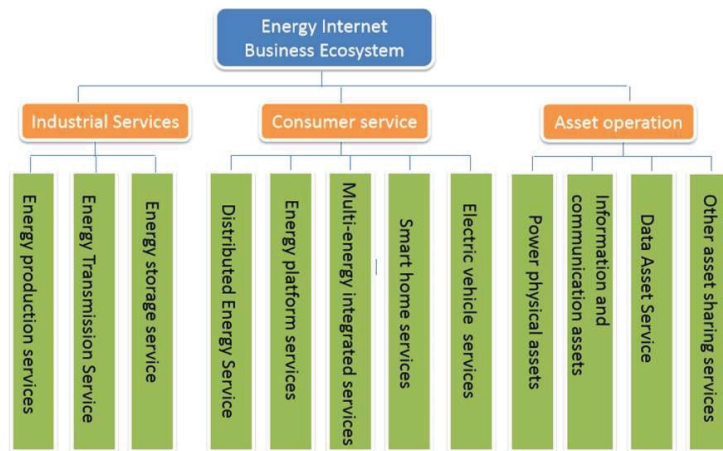 Energy Internet
Business Ecosystem
Industrial Services
Consumer service
Asset operation
Energy production services
Energy Transmission Service
Energy storage service
Distributed Energy Service
Energy platform services
Multi-energy integrated services
Smart home services
Electric vehicle services
Power physical assets
Information and
communication assets
Data Asset Service
Other asset sharing services